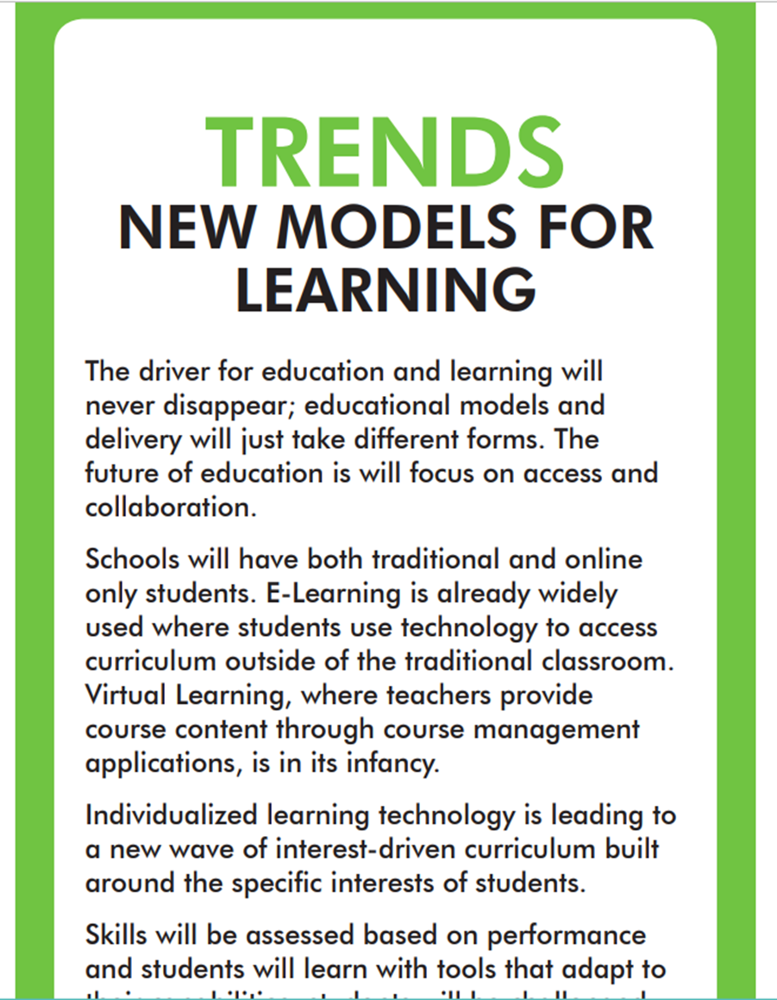 TRENDS
NEW MODELS FOR
LEARNING
The driver for education and learning will
never disappear; educational models and
delivery will just take different forms. The
future of education is will focus on access and
collaboration.
Schools will have both traditional and online
only students. E-Learning is already widely
used where students use technology to access
curriculum outside of the traditional classroom.
Virtual Learning, where teachers provide
course content through course management
applications, is in its infancy.
Individualized learning technology is leading to
a new wave of interest-driven curriculum built
around the specific interests of students.
Skills will be assessed based on performance
and students will learn with tools that adapt to